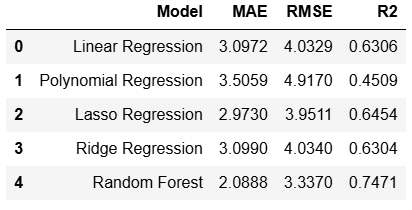 Model MAE RMSE R2
0 Linear Regression 3.0972 4.0329 0.6306
1 Polynomial Regression 3.5059 4.9170 0.4509
2 Lasso Regression 2.9730 3.9511 0.6454
3 Ridge Regression 3.0990 4.0340 0.6304
4 Random Forest 2.0888 3.3370 0.7471